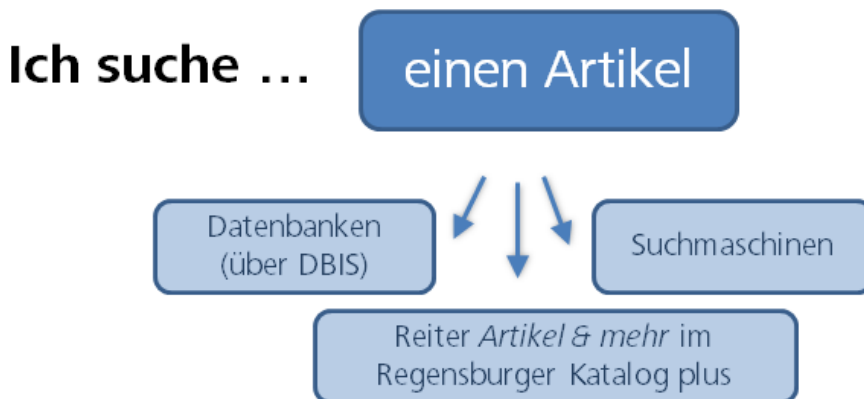 Ich suche …
einen Artikel
Datenbanken
(über DBIS)
Suchmaschinen
Reiter Artikel & mehr im
Regensburger Katalog plus